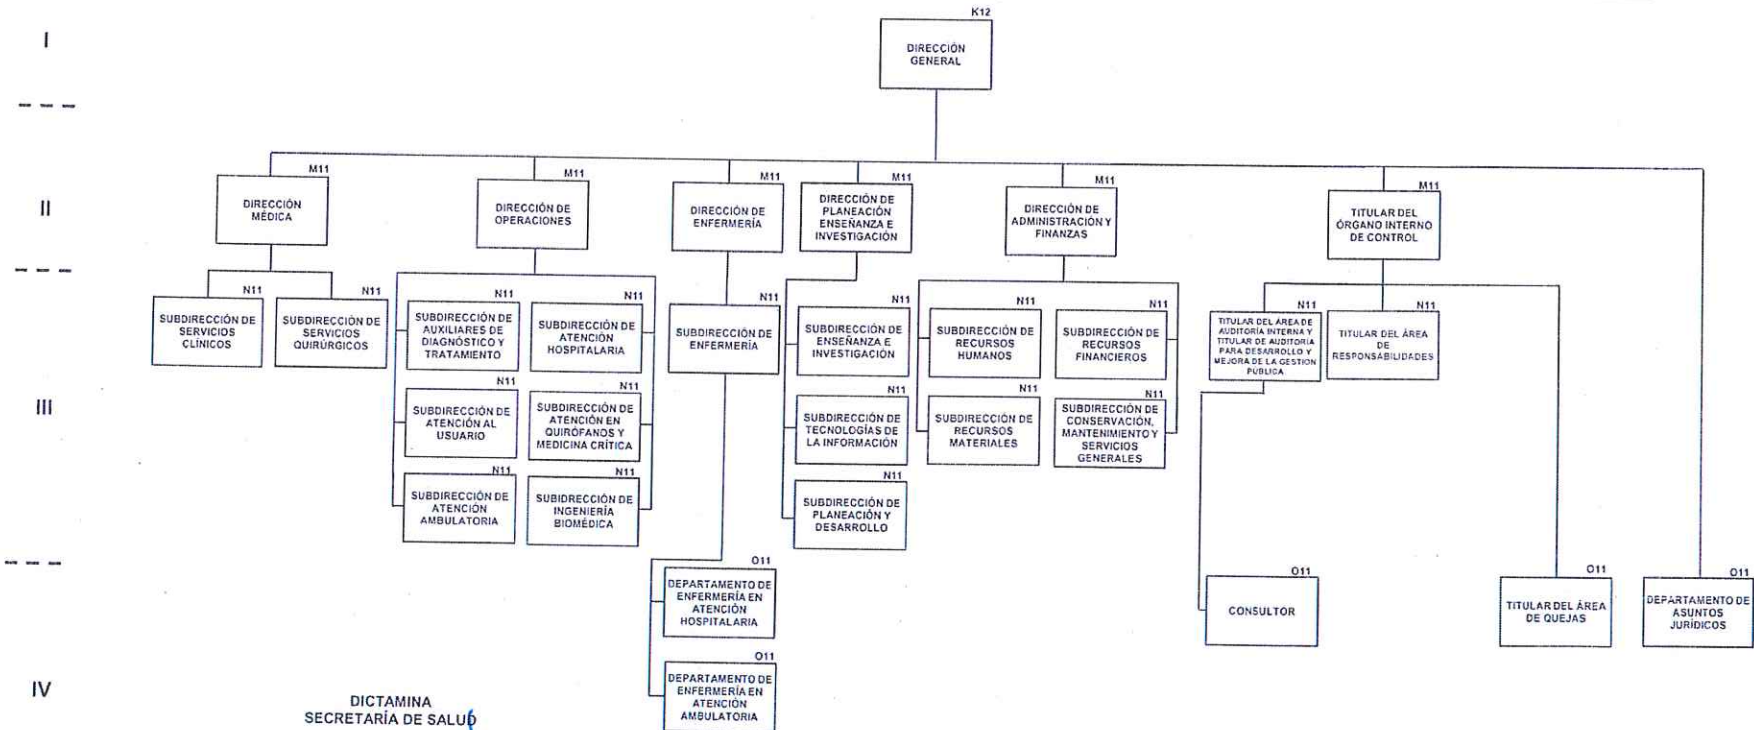 K12
I
DIRECCIÓN
GENERAL
II
M11
DIRECCIÓN
MÉDICA
M11
DIRECCIÓN DE
OPERACIONES
M11
DIRECCIÓN DE
ENFERMERÍA
M11
DIRECCIÓN DE
PLANEACIÓN
ENSEÑANZA E
INVESTIGACIÓN
M11
DIRECCIÓN DE
ADMINISTRACIÓN Y
FINANZAS
M11
TITULAR DEL
ÓRGANO INTERNO
DE CONTROL
III
N11
SUBDIRECCIÓN DE
SERVICIOS
CLÍNICOS
N11
SUBDIRECCIÓN DE
SERVICIOS
QUIRÚRGICOS
N11
SUBDIRECCIÓN DE
AUXILIARES DE
DIAGNÓSTICO Y
TRATAMIENTO
N11
SUBDIRECCIÓN DE
ATENCIÓN
HOSPITALARIA
N11
SUBDIRECCIÓN DE
ATENCIÓN AL
USUARIO
N11
SUBDIRECCIÓN DE
ATENCIÓN EN
QUIRÓFANOS Y
MEDICINA CRÍTICA
N11
SUBDIRECCIÓN DE
ATENCIÓN
AMBULATORIA
N11
SUBIDRECCIÓN DE
INGENIERÍA
BIOMÉDICA
N11
SUBDIRECCIÓN DE
ENFERMERÍA
N11
SUBDIRECCIÓN DE
ENSEÑANZA E
INVESTIGACIÓN
N11
SUBDIRECCIÓN DE
TECNOLOGÍAS DE
LA INFORMACIÓN
N11
SUBDIRECCIÓN DE
PLANEACIÓN Y
DESARROLLO
N11
SUBDIRECCIÓN DE
RECURSOS
HUMANOS
N11
SUBDIRECCIÓN DE
RECURSOS
FINANCIEROS
N11
SUBDIRECCIÓN DE
RECURSOS
MATERIALES
N11
SUBDIRECCIÓN DE
CONSERVACIÓN,
MANTENIMIENTO Y
SERVICIOS
GENERALES
N11
TITULAR DEL ÁREA DE
AUDITORÍA INTERNA Y
TITULAR DE AUDITORÍA
PARA DESARROLLO Y
MEJORA DE LA GESTION
PÚBLICA
N11
TITULAR DEL ÁREA
DE
RESPONSABILIDADES
IV
O11
DEPARTAMENTO DE
ENFERMERÍA EN
ATENCIÓN
HOSPITALARIA
O11
DEPARTAMENTO DE
ENFERMERÍA EN
ATENCIÓN
AMBULATORIA
O11
CONSULTOR
O11
TITULAR DEL ÁREA
DE QUEJAS
O11
DEPARTAMENTO DE
ASUNTOS
JURÍDICOS
DICTAMINA
SECRETARÍA DE SALUD